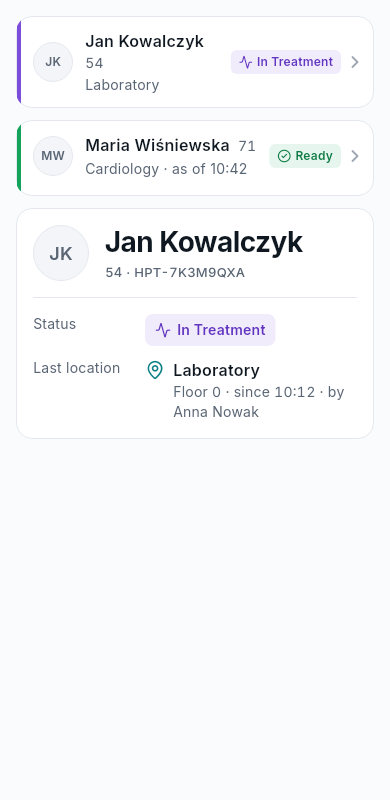 JK
Jan Kowalczyk
54
Laboratory
In Treatment
MW
Maria Wiśniewska 71
Cardiology · as of 10:42
Ready
JK
Jan Kowalczyk
54 · HPT-7K3M9QXA
Status
In Treatment
Last location
Laboratory
Floor 0 · since 10:12 · by
Anna Nowak